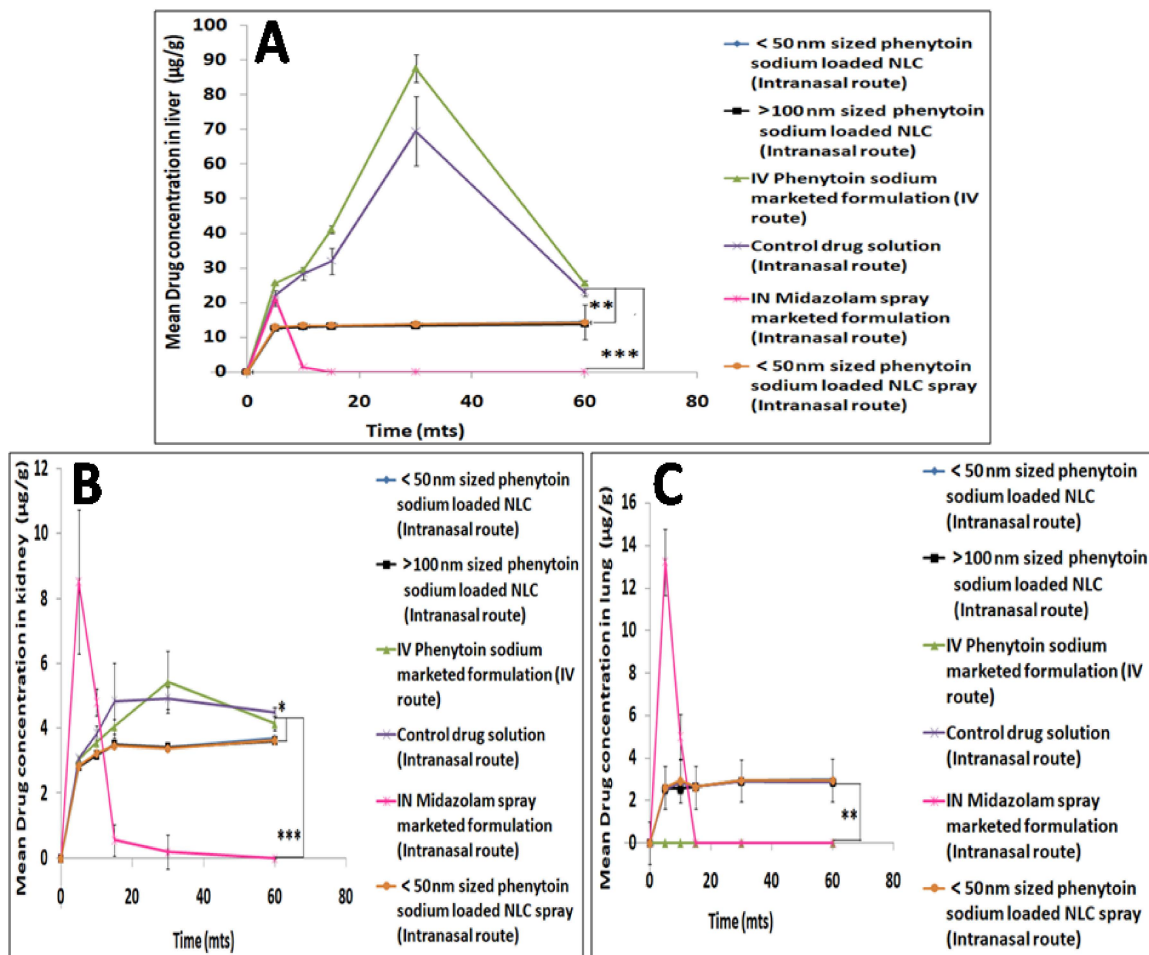 A
Mean Drug concentration in liver (µg/g)
100
90
80
70
60
50
40
30
20
10
0
0
20
40
60
80
Time (mts)
**
***
< 50 nm sized phenytoin
sodium loaded NLC
(Intranasal route)
>100 nm sized phenytoin
sodium loaded NLC
(Intranasal route)
IV Phenytoin sodium
marketed formulation (IV
route)
Control drug solution
(Intranasal route)
IN Midazolam spray
marketed formulation
(Intranasal route)
< 50 nm sized phenytoin
sodium loaded NLC spray
(Intranasal route)
B
Mean Drug Concentration in kidney (µg/g)
12
10
8
6
4
2
0
0
20
40
60
80
Time (mts)
*
***
< 50 nm sized phenytoin
sodium loaded NLC
(Intranasal route)
>100 nm sized phenytoin
sodium loaded NLC
(Intranasal route)
IV Phenytoin sodium
marketed formulation (IV
route)
Control drug solution
(Intranasal route)
IN Midazolam spray
marketed formulation
(Intranasal route)
< 50 nm sized phenytoin
sodium loaded NLC spray
(Intranasal route)
C
Mean Drug concentration in lung (µg/g)
16
14
12
10
8
6
4
2
0
0
20
40
60
80
Time (mts)
**
< 50 nm sized phenytoin
sodium loaded NLC
(Intranasal route)
>100 nm sized phenytoin
sodium loaded NLC
(Intranasal route)
IV Phenytoin sodium
marketed formulation (IV
route)
Control drug solution
(Intranasal route)
IN Midazolam spray
marketed formulation
(Intranasal route)
< 50 nm sized phenytoin
sodium loaded NLC spray
(Intranasal route)